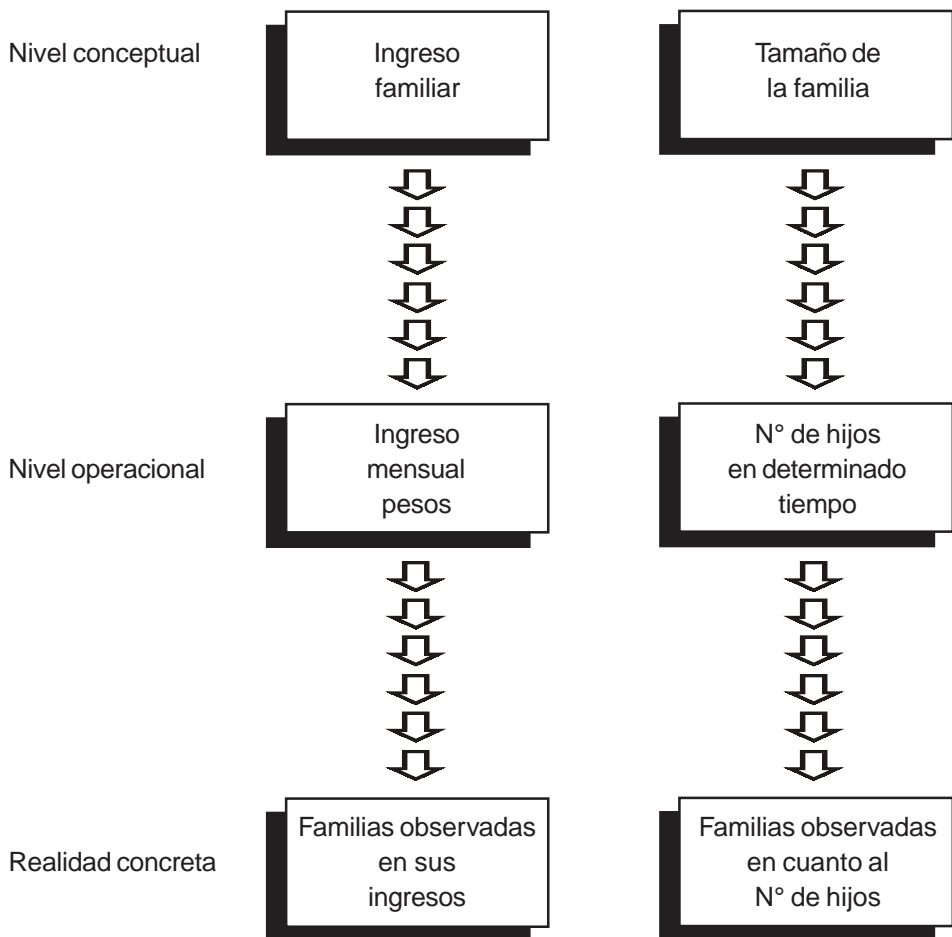 Nivel conceptual
Ingreso
familiar
Tamaño de
la familia
Nivel operacional
Ingreso
mensual
pesos
N° de hijos
en determinado
tiempo
Realidad concreta
Familias observadas
en sus
ingresos
Familias observadas
en cuanto al
N° de hijos